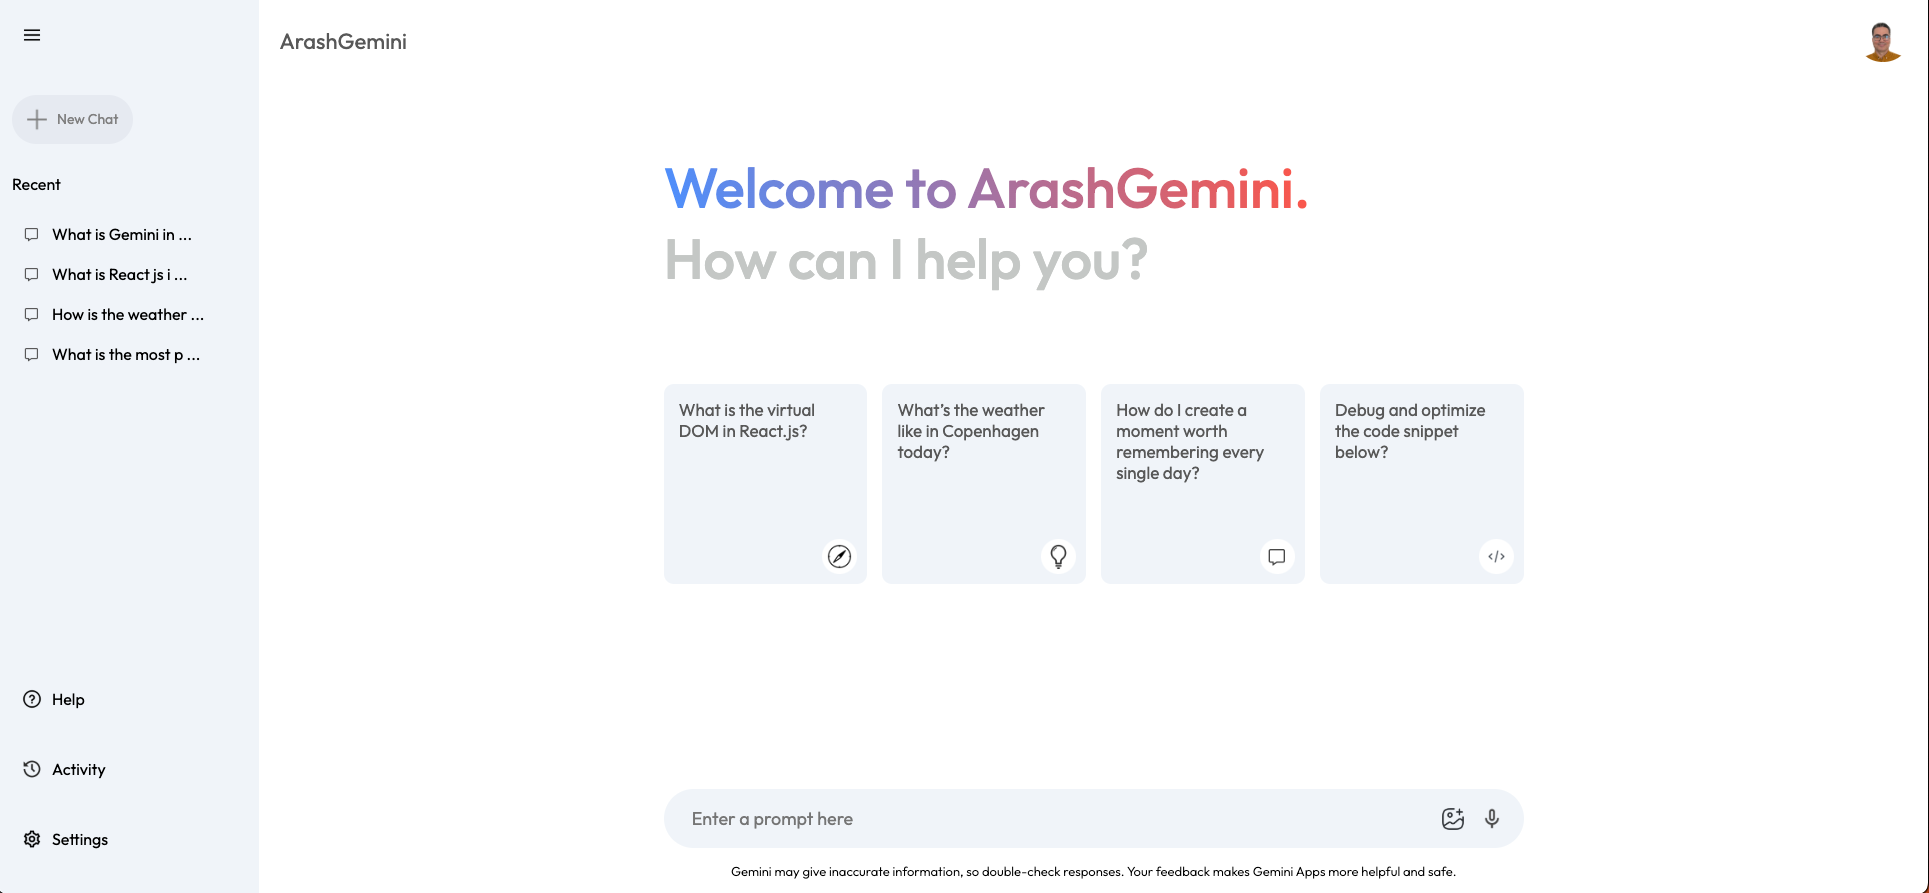 ArashGemini
New Chat
Recent
What is Gemini in ...
What is React js i ...
How is the weather ...
What is the most p ...
Help
Activity
Settings
Welcome to ArashGemini.
How can I help you?
What is the virtual
DOM in React.js?
What's the weather
like in Copenhagen
today?
How do I create a
moment worth
remembering every
single day?
Debug and optimize
the code snippet
below?
Enter a prompt here
Gemini may give inaccurate information, so double-check responses. Your feedback makes Gemini Apps more helpful and safe.